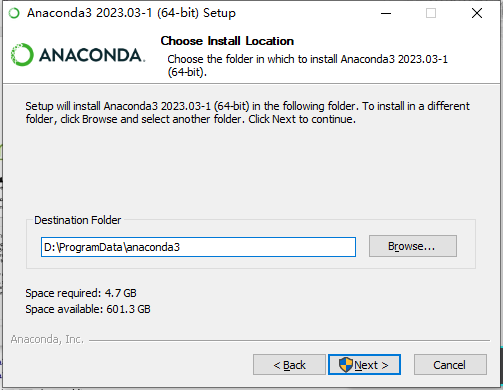 Anaconda3 2023.03-1 (64-bit) Setup
ANACONDA.
Choose Install Location
Choose the folder in which to install Anaconda3 2023.03-1
(64-bit).
Setup will install Anaconda3 2023.03-1 (64-bit) in the following folder. To install in a different
folder, click Browse and select another folder. Click Next to continue.
Destination Folder
D:\ProgramData\anaconda3
Browse...
Space required: 4.7 GB
Space available: 601.3 GB
Anaconda, Inc.
< Back
Next >
Cancel